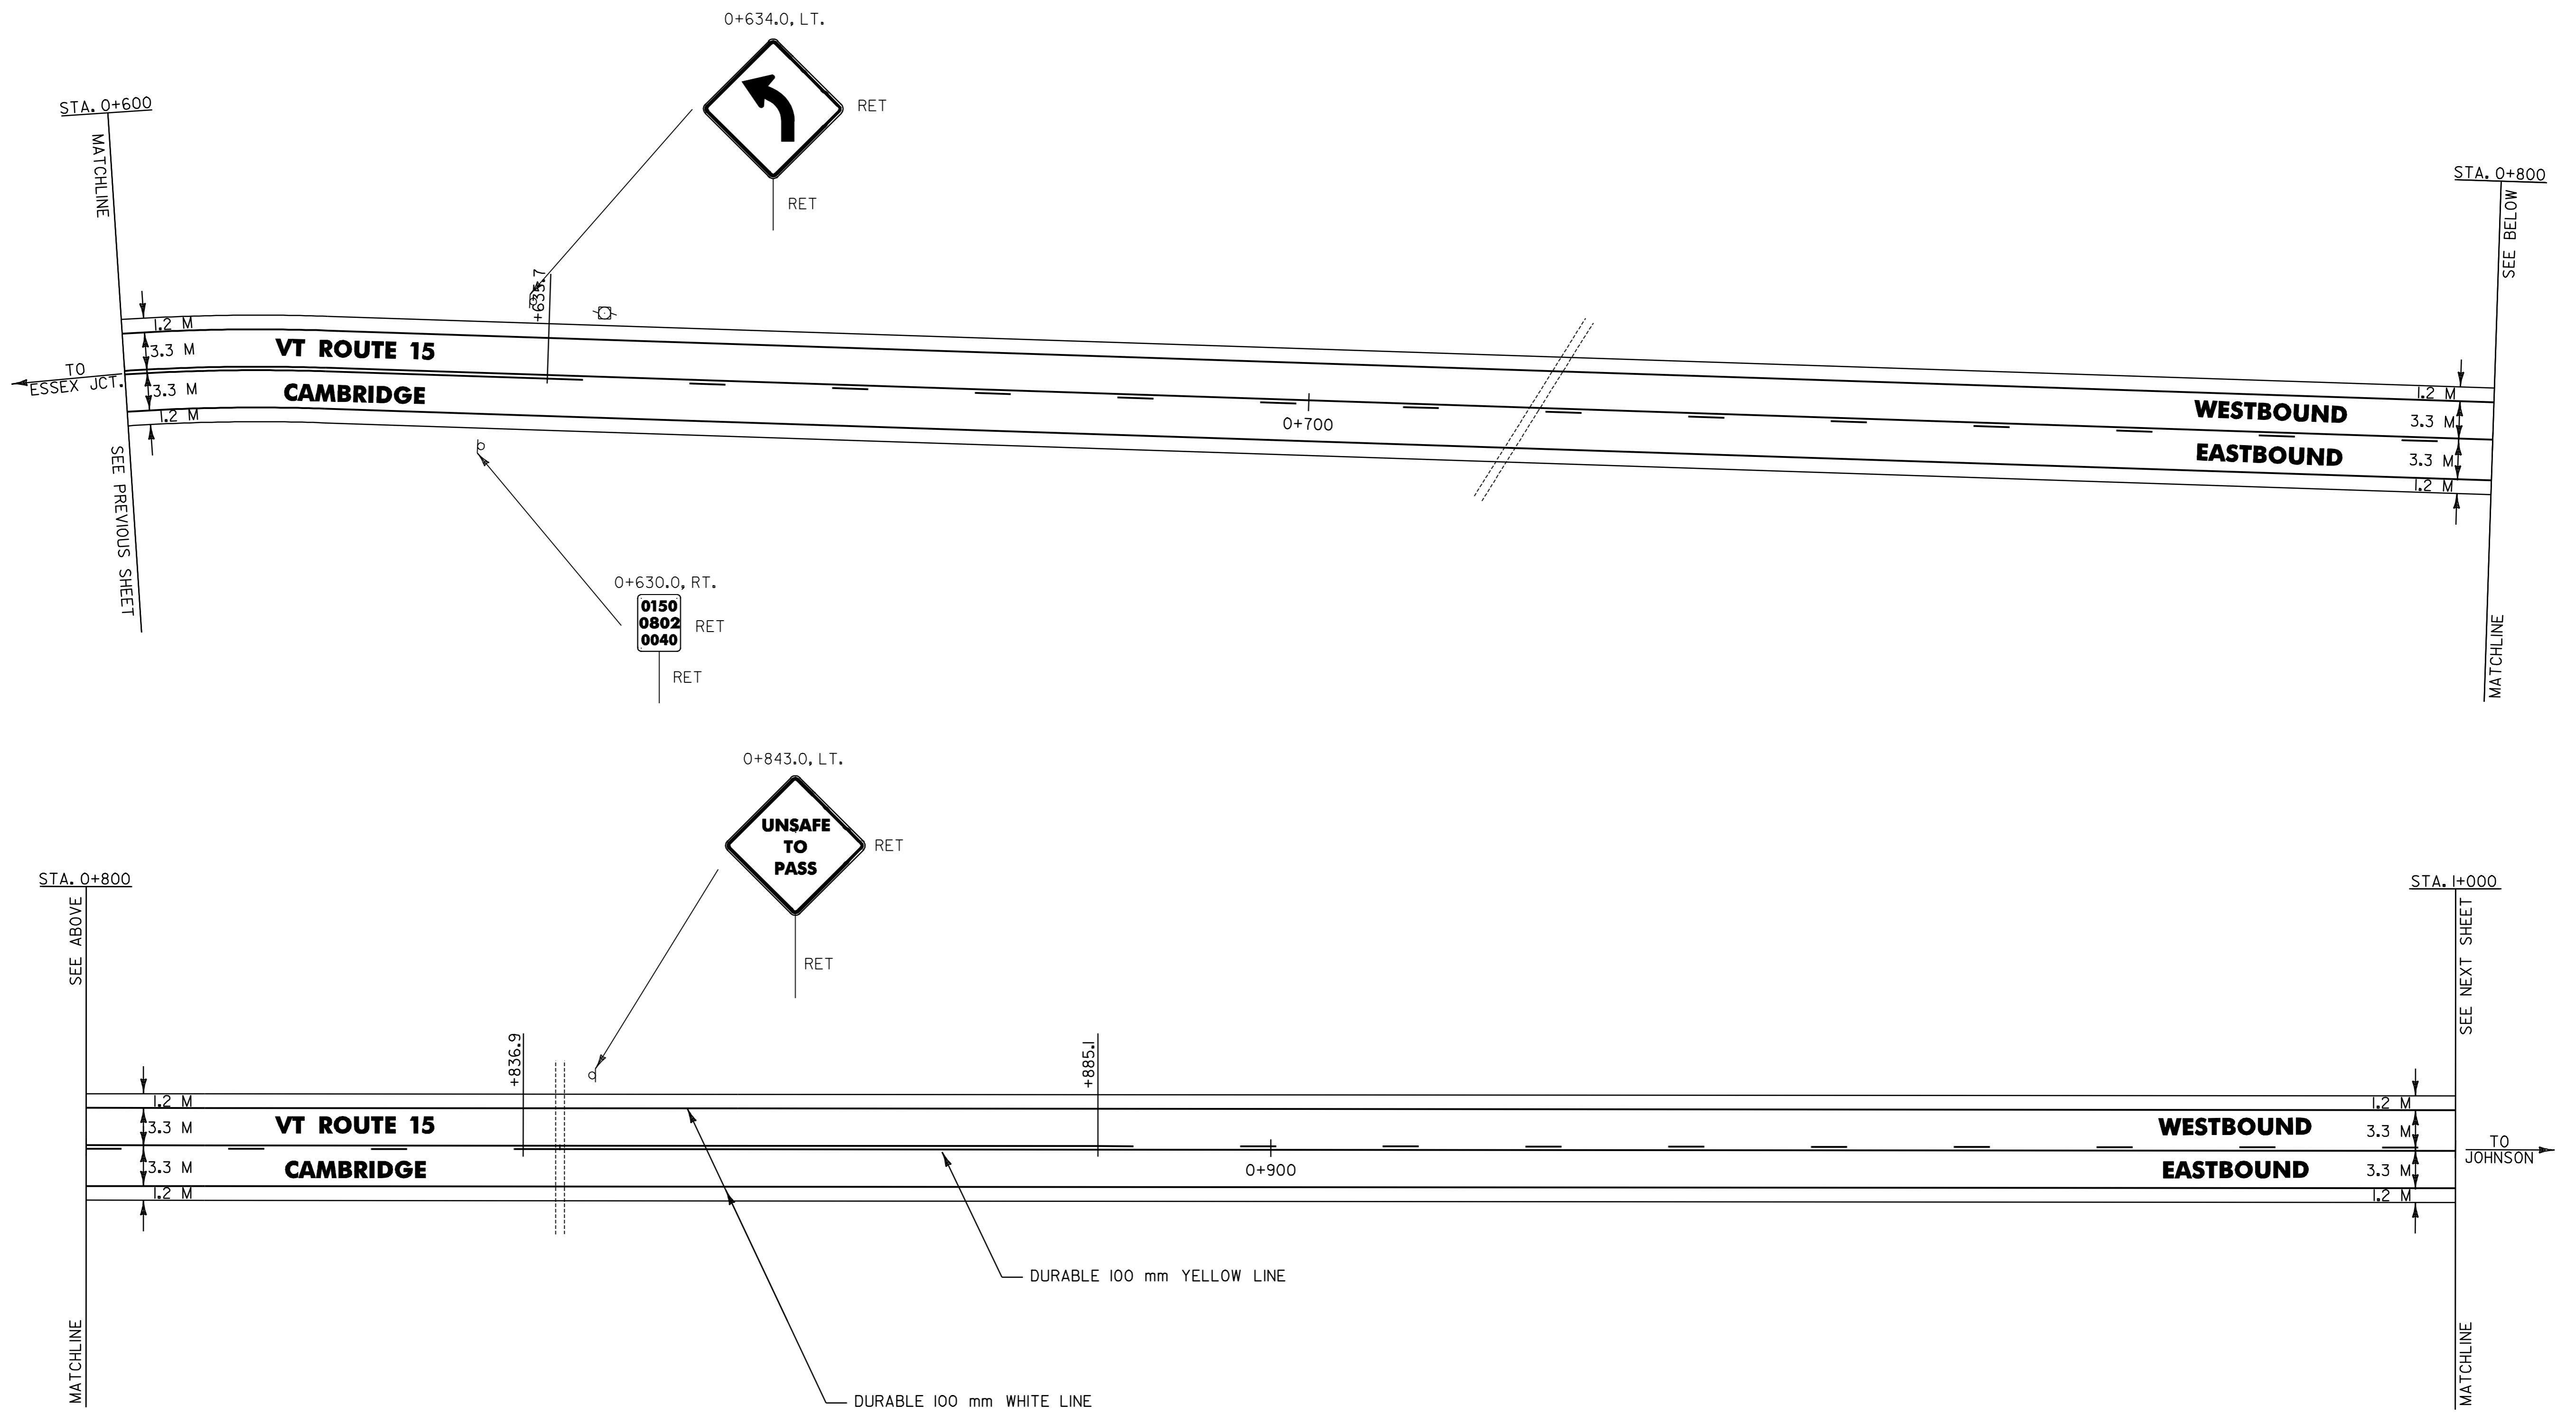 0+634.0, LT.
RET
RET
STA. 0+600
MATCHLINE
SEE PREVIOUS SHEET
STA. 0+800
SEE BELOW
MATCHLINE
+635.7
1.2 M
3.3 M
3.3 M
1.2 M
TO
ESSEX JCT.
VT ROUTE 15
CAMBRIDGE
0+700
WESTBOUND
EASTBOUND
1.2 M
3.3 M
3.3 M
1.2 M
0+630.0, RT.
0150
0802
0040
RET
RET
0+843.0, LT.
UNSAFE
TO
PASS
RET
RET
STA. 0+800
SEE ABOVE
MATCHLINE
STA. 1+000
SEE NEXT SHEET
MATCHLINE
+836.9
+885.1
1.2 M
3.3 M
3.3 M
1.2 M
VT ROUTE 15
CAMBRIDGE
0+900
WESTBOUND
EASTBOUND
1.2 M
3.3 M
3.3 M
1.2 M
TO
JOHNSON
DURABLE 100 mm YELLOW LINE
DURABLE 100 mm WHITE LINE